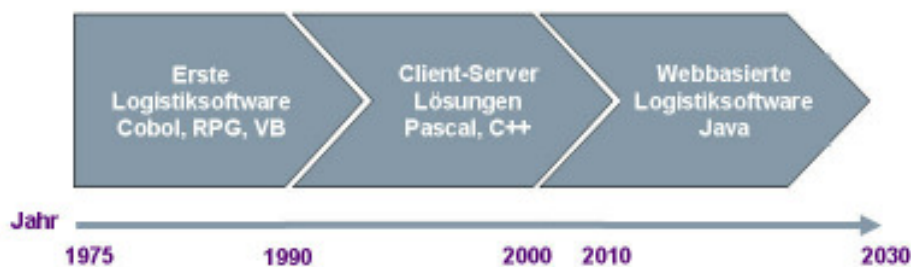 Erste
Logistiksoftware
Cobol, RPG, VB
Client-Server
Lösungen
Pascal, C++
Webbasierte
Logistiksoftware
Java
Jahr
1975 1990 2000 2010 2030